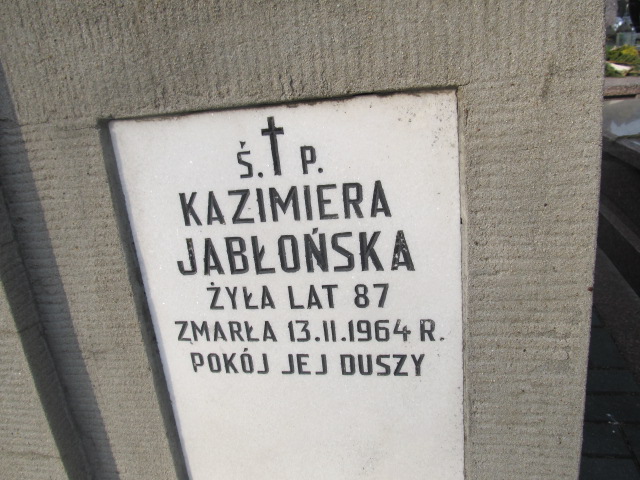 Ś. P.
KAZIMIERA
JABŁOŃSKA
ŻYŁA LAT 87
ZMARŁA 13.II.1964 R.
POKÓJ JEJ DUSZY